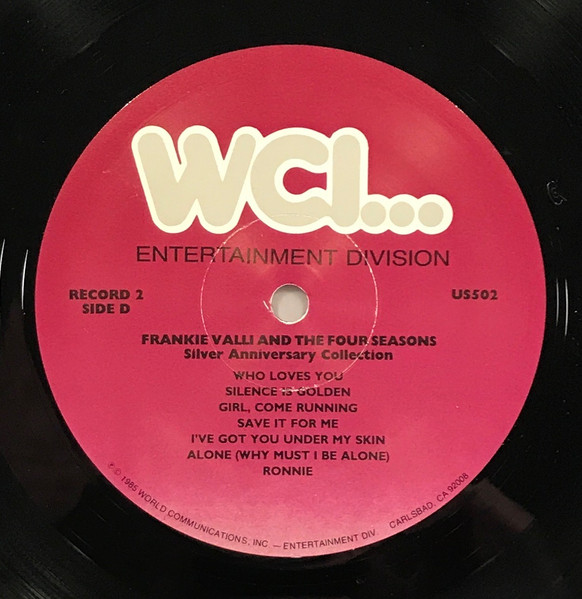 WCI....
ENTERTAINMENT DIVISION
RECORD 2
SIDE D
US502
FRANKIE VALLI AND THE FOUR SEASONS
Silver Anniversary Collection
WHO LOVES YOU
SILENCE IS GOLDEN
GIRL, COME RUNNING
SAVE IT FOR ME
I'VE GOT YOU UNDER MY SKIN
ALONE (WHY MUST I BE ALONE)
RONNIE
℗ © 1985 WORLD COMMUNICATIONS, INC. — ENTERTAINMENT DIV. CARLSBAD, CA 92008